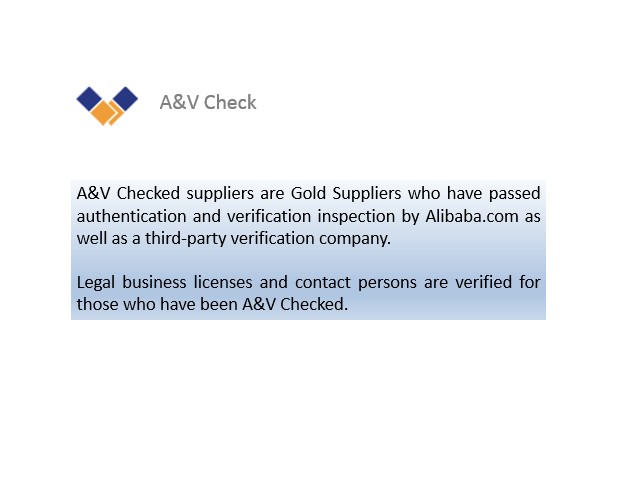 A&V Check
A&V Checked suppliers are Gold Suppliers who have passed
authentication and verification inspection by Alibaba.com as
well as a third-party verification company.
Legal business licenses and contact persons are verified for
those who have been A&V Checked.